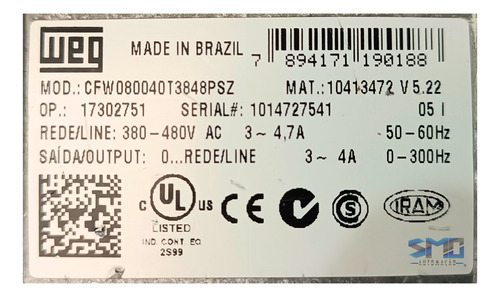 WEG
MADE IN BRAZIL
7 894171 190188
MOD.: CFW080040T3848PSZ MAT.: 10413472 V 5.22
OP.: 17302751 SERIAL#: 1014727541 05 I
REDE/LINE: 380-480V AC 3~ 4,7A 50-60Hz
SAÍDA/OUTPUT: 0...REDE/LINE 3~ 4A 0-300Hz
C UL US CE N S IRAM
LISTED
IND. CONT. EQ.
2S99
SMO
AUTOMAÇÃO